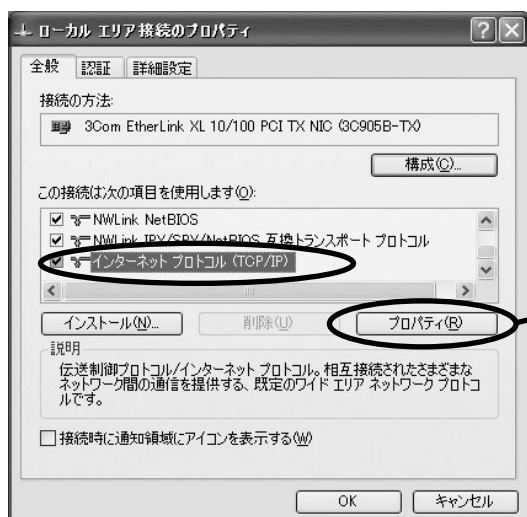 ローカル エリア接続のプロパティ
全般 認証 詳細設定
接続の方法:
3Com EtherLink XL 10/100 PCI TX NIC (3C905B-TX)
構成(C)...
この接続は次の項目を使用します(O):
NWLink NetBIOS
NWLink IPX/SPX/NetBIOS 互換トランスポート プロトコル
インターネット プロトコル (TCP/IP)
インストール(N)... 削除(U) プロパティ(R)
説明
伝送制御プロトコル/インターネット プロトコル。相互接続されたさまざまな
ネットワーク間の通信を提供する、既定のワイド エリア ネットワーク プロトコ
ルです。
接続時に通知領域にアイコンを表示する(W)
OK キャンセル